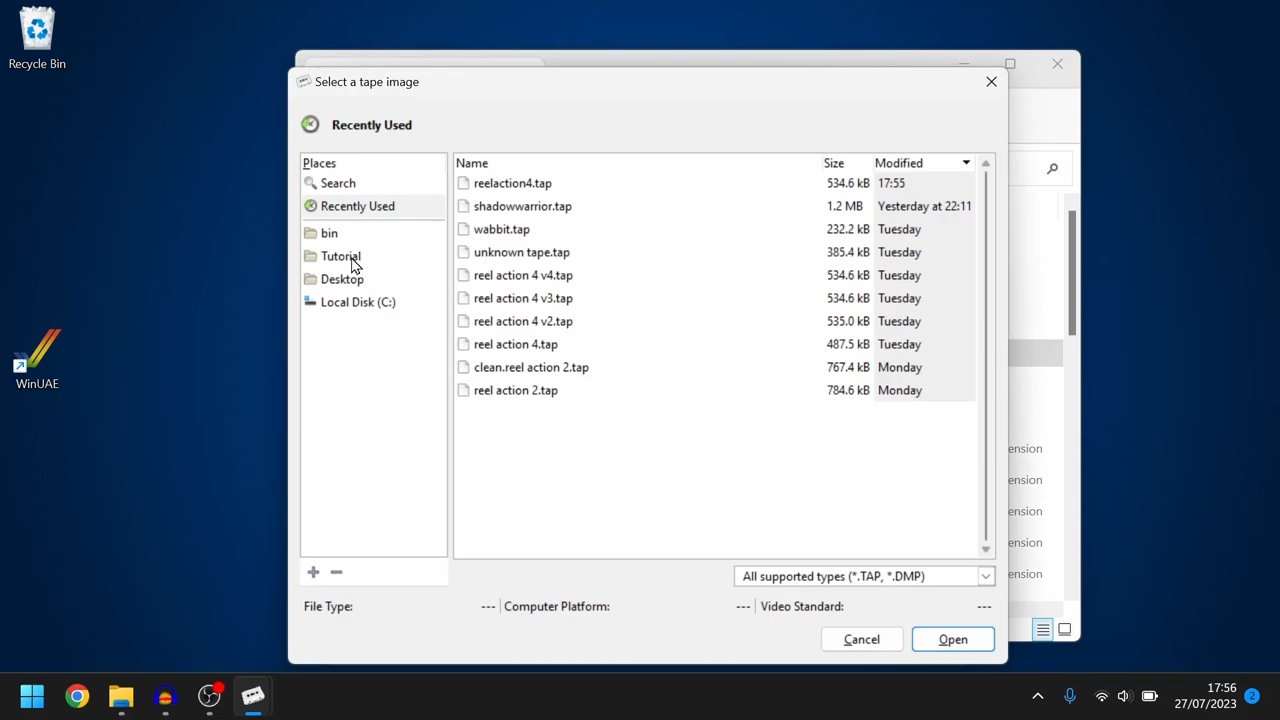 Recycle Bin
Select a tape image
Recently Used
Places
Search
Recently Used
bin
Tutorial
Desktop
Local Disk (C:)
Name Size Modified
reelaction4.tap 534.6 kB 17:55
shadowwarrior.tap 1.2 MB Yesterday at 22:11
wabbit.tap 232.2 kB Tuesday
unknown tape.tap 385.4 kB Tuesday
reel action 4 v4.tap 534.6 kB Tuesday
reel action 4 v3.tap 534.6 kB Tuesday
reel action 4 v2.tap 535.0 kB Tuesday
reel action 4.tap 487.5 kB Tuesday
clean.reel action 2.tap 767.4 kB Monday
reel action 2.tap 784.6 kB Monday
ension
ension
ension
ension
ension
WinUAE
All supported types (*.TAP, *.DMP)
File Type: --- Computer Platform: --- Video Standard: ---
Cancel Open
17:56
27/07/2023
2